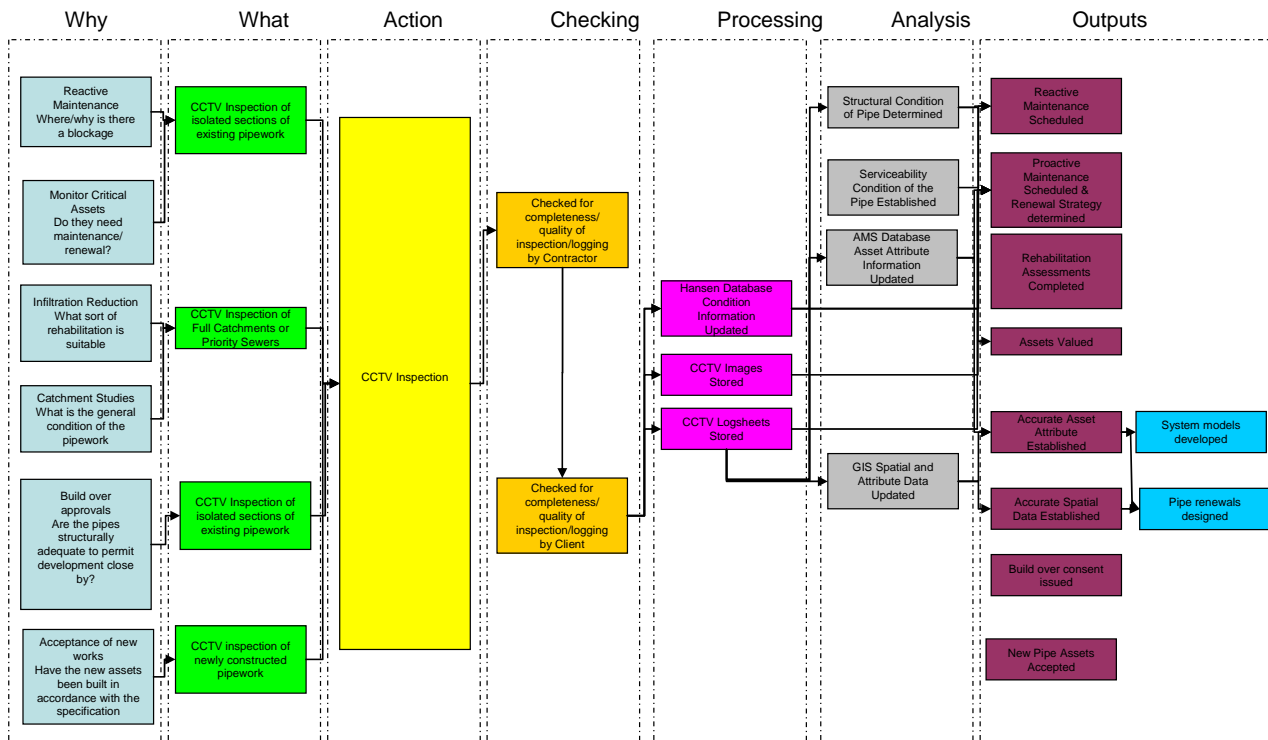 Why
What
Action
Checking
Processing
Analysis
Outputs
Reactive
Maintenance
Where/why is there
a blockage
Monitor Critical
Assets
Do they need
maintenance/
renewal?
Infiltration Reduction
What sort of
rehabilitation is
suitable
Catchment Studies
What is the general
condition of the
pipework
Build over
approvals
Are the pipes
structurally
adequate to permit
development close
by?
Acceptance of new
works
Have the new assets
been built in
accordance with the
specification
CCTV Inspection of
isolated sections of
existing pipework
CCTV Inspection of
Full Catchments or
Priority Sewers
CCTV Inspection of
isolated sections of
existing pipework
CCTV inspection of
newly constructed
pipework
CCTV Inspection
Checked for
completeness/
quality of
inspection/logging
by Contractor
Checked for
completeness/
quality of
inspection/logging
by Client
Hansen Database
Condition
Information
Updated
CCTV Images
Stored
CCTV Logsheets
Stored
Structural Condition
of Pipe Determined
Serviceability
Condition of the
Pipe Established
AMS Database
Asset Attribute
Information
Updated
GIS Spatial and
Attribute Data
Updated
Reactive
Maintenance
Scheduled
Proactive
Maintenance
Scheduled &
Renewal Strategy
determined
Rehabilitation
Assessments
Completed
Assets Valued
Accurate Asset
Attribute
Established
Accurate Spatial
Data Established
Build over consent
issued
New Pipe Assets
Accepted
System models
developed
Pipe renewals
designed